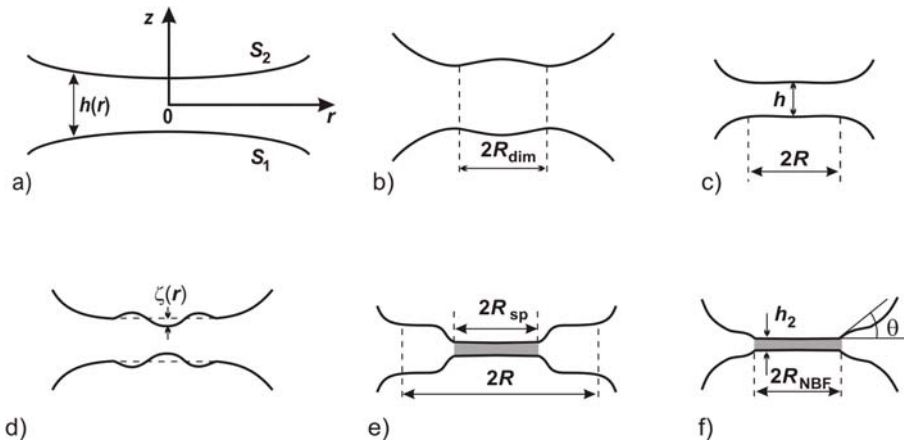 z
S2
h(r)
0
r
S1
a)
2Rdim
b)
h
2R
c)
ζ(r)
d)
2Rsp
2R
e)
h2
θ
2RNBF
f)